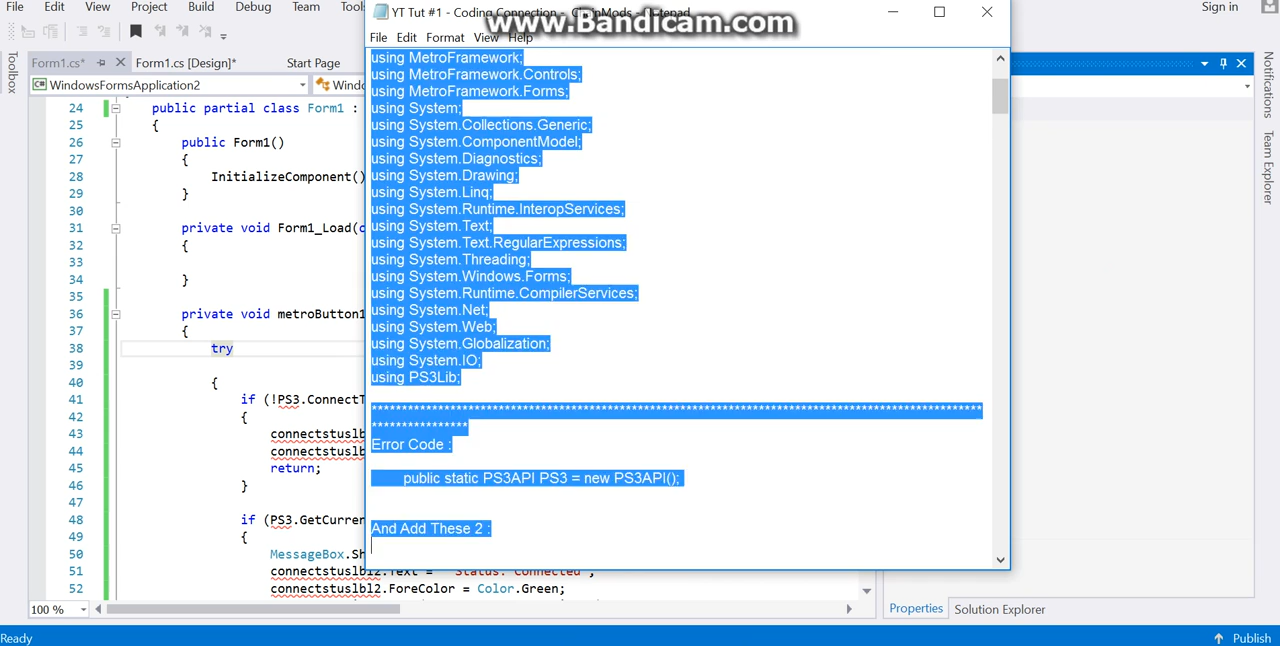 www.Bandicam.com
File Edit View Project Build Debug Team
Sign in
YT Tut #1 - Coding Connection - Notepad
File Edit Format View Help
Toolbox
Form1.cs*
Form1.cs [Design]*
Start Page
WindowsFormsApplication2
24 public partial class Form1 :
25 {
26 public Form1()
27 {
28 InitializeComponent()
29 }
30
31 private void Form1_Load(
32 {
33
34 }
35
36 private void metroButton1
37 {
38 try
39
40 {
41 if (!PS3.ConnectT
42 {
43 connectstuslb
44 connectstuslb
45 return;
46 }
47
48 if (PS3.GetCurren
49 {
50 MessageBox.Sh
51 connectstuslbl2.Text = "Status: Connected";
52 connectstuslbl2.ForeColor = Color.Green;
100 %
using MetroFramework;
using MetroFramework.Controls;
using MetroFramework.Forms;
using System;
using System.Collections.Generic;
using System.ComponentModel;
using System.Diagnostics;
using System.Drawing;
using System.Linq;
using System.Runtime.InteropServices;
using System.Text;
using System.Text.RegularExpressions;
using System.Threading;
using System.Windows.Forms;
using System.Runtime.CompilerServices;
using System.Net;
using System.Web;
using System.Globalization;
using System.IO;
using PS3Lib;
Error Code :
public static PS3API PS3 = new PS3API();
And Add These 2 :
Notifications
Team Explorer
Properties
Solution Explorer
Ready
Publish